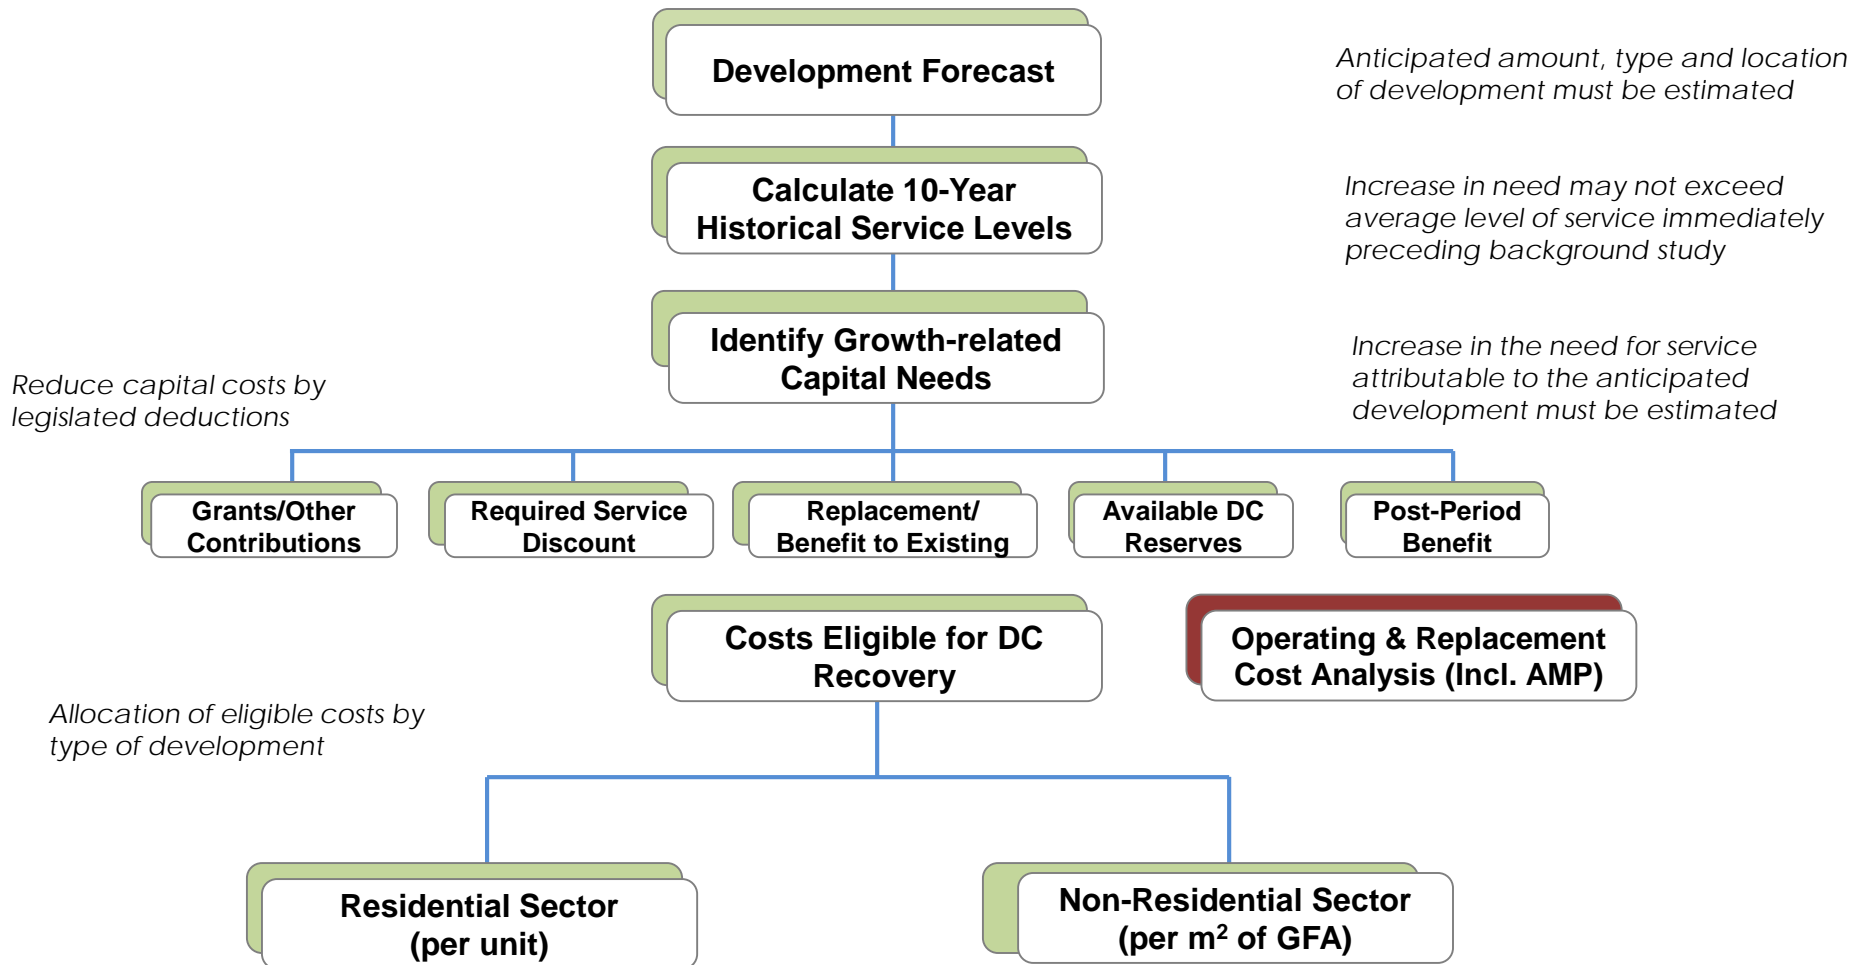 Development Forecast
Anticipated amount, type and location
of development must be estimated
Calculate 10-Year
Historical Service Levels
Increase in need may not exceed
average level of service immediately
preceding background study
Identify Growth-related
Capital Needs
Increase in the need for service
attributable to the anticipated
development must be estimated
Reduce capital costs by
legislated deductions
Grants/Other
Contributions
Required Service
Discount
Replacement/
Benefit to Existing
Available DC
Reserves
Post-Period
Benefit
Costs Eligible for DC
Recovery
Operating & Replacement
Cost Analysis (Incl. AMP)
Allocation of eligible costs by
type of development
Residential Sector
(per unit)
Non-Residential Sector
(per m² of GFA)